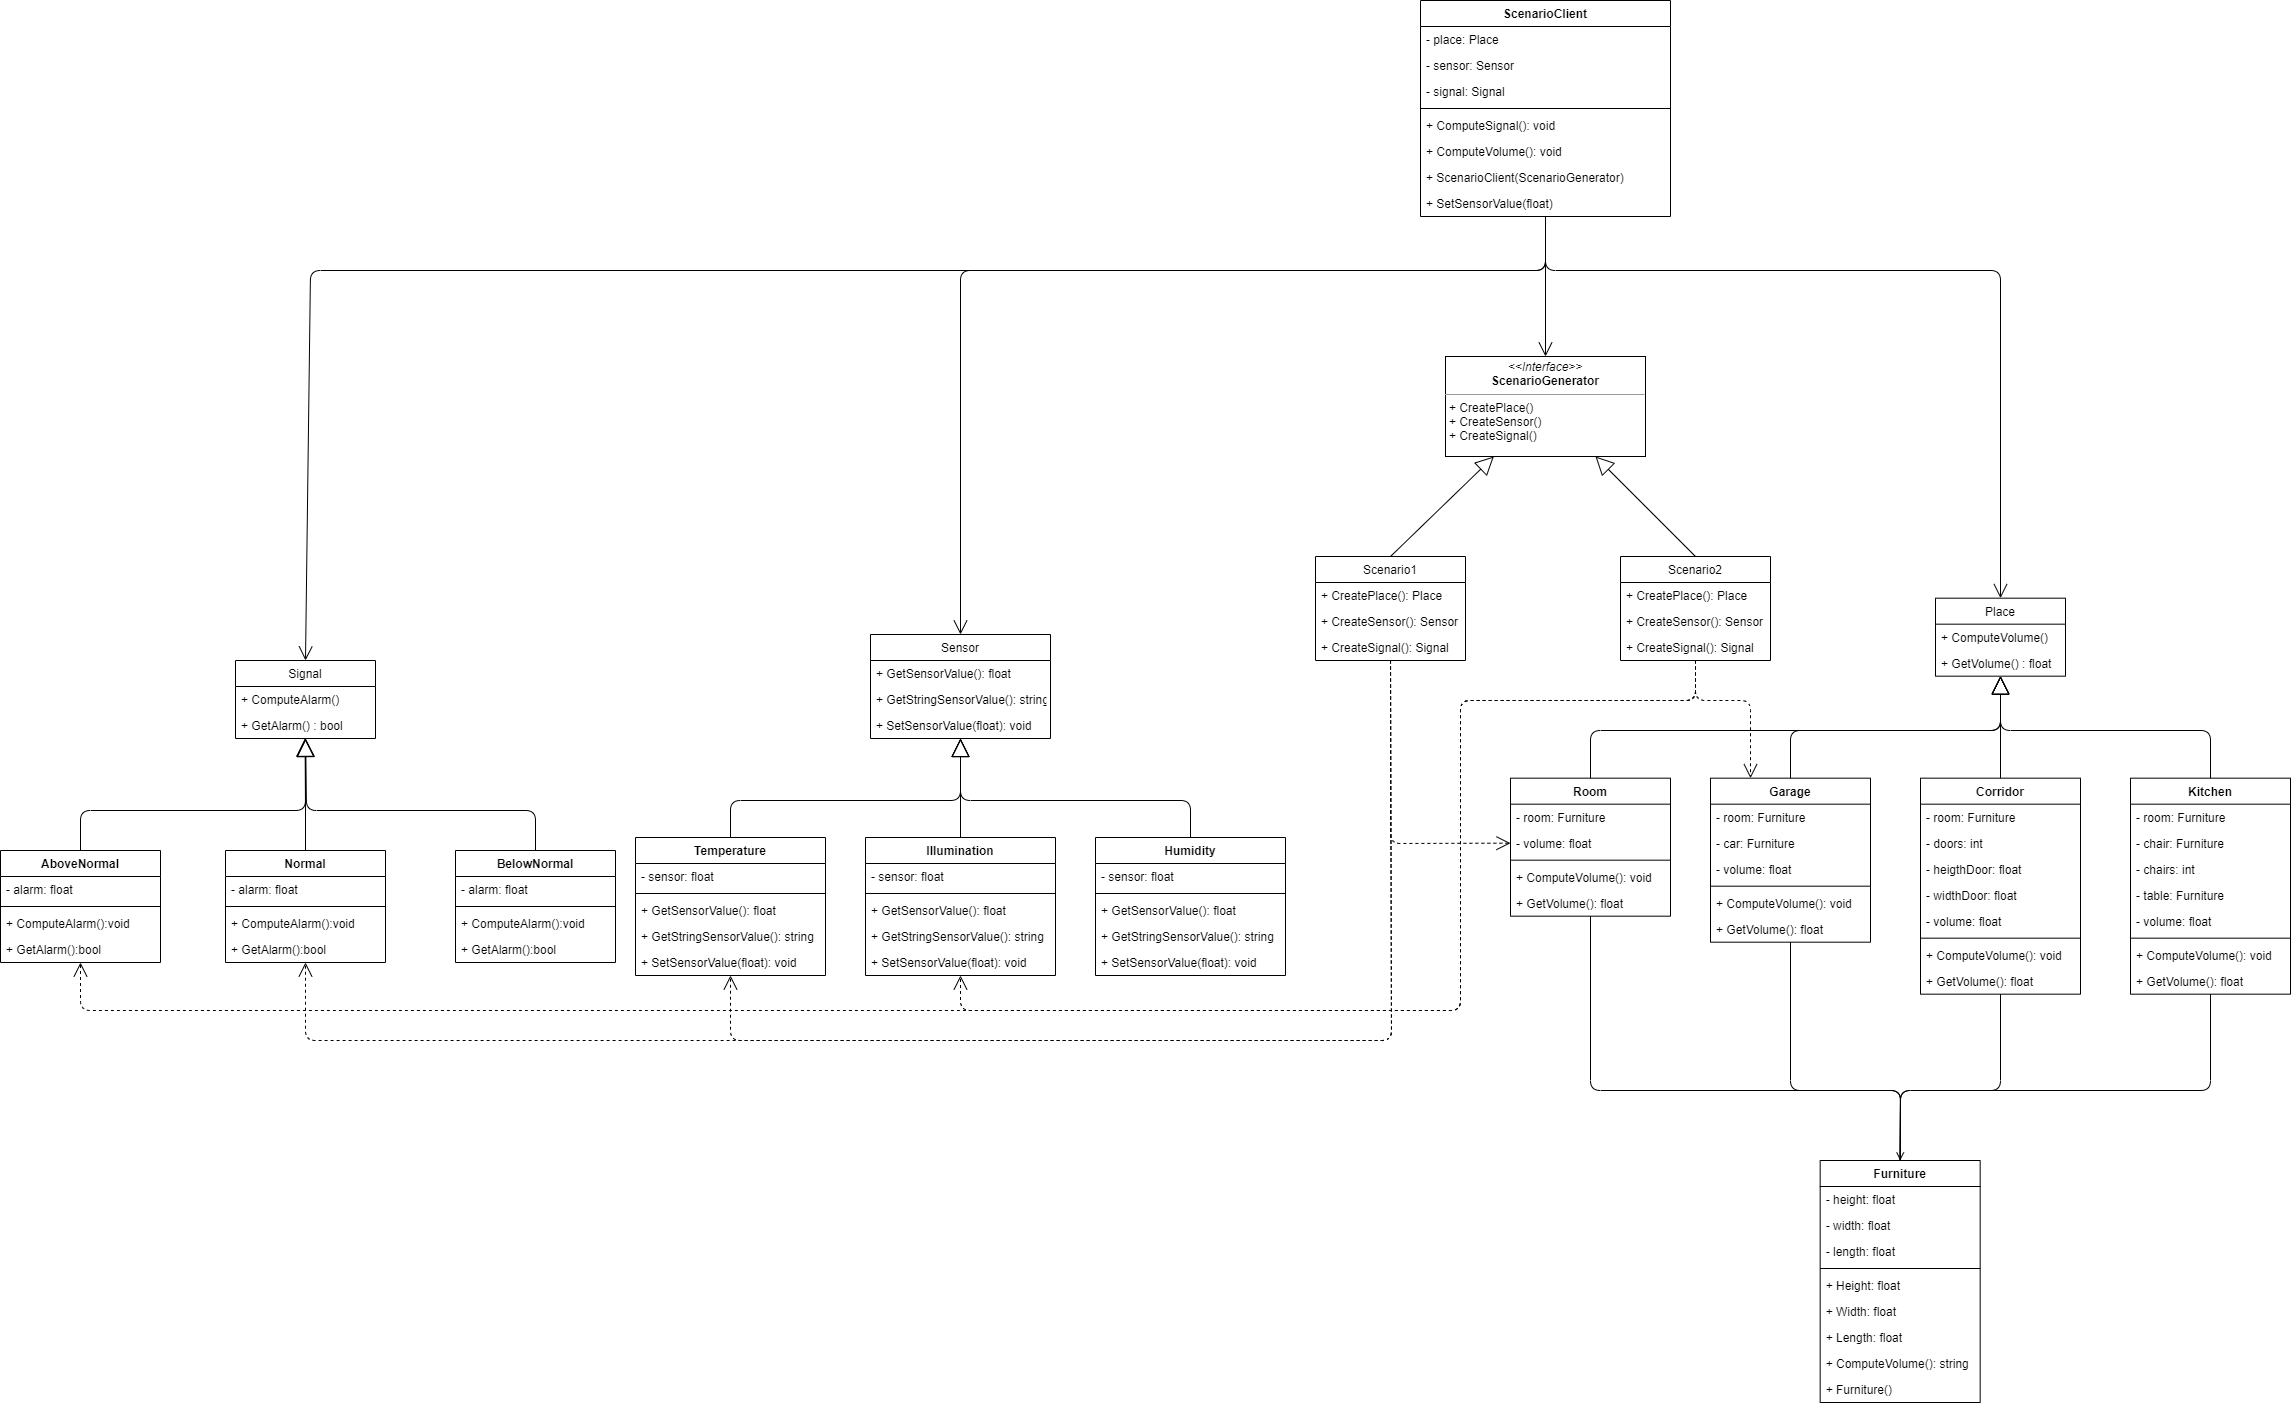 ScenarioClient
- place: Place
- sensor: Sensor
- signal: Signal
+ ComputeSignal(): void
+ ComputeVolume(): void
+ ScenarioClient(ScenarioGenerator)
+ SetSensorValue(float)
<<Interface>>
ScenarioGenerator
+ CreatePlace()
+ CreateSensor()
+ CreateSignal()
Scenario1
+ CreatePlace(): Place
+ CreateSensor(): Sensor
+ CreateSignal(): Signal
Scenario2
+ CreatePlace(): Place
+ CreateSensor(): Sensor
+ CreateSignal(): Signal
Place
+ ComputeVolume()
+ GetVolume() : float
Sensor
+ GetSensorValue(): float
+ GetStringSensorValue(): string
+ SetSensorValue(float): void
Signal
+ ComputeAlarm()
+ GetAlarm() : bool
AboveNormal
- alarm: float
+ ComputeAlarm():void
+ GetAlarm():bool
Normal
- alarm: float
+ ComputeAlarm():void
+ GetAlarm():bool
BelowNormal
- alarm: float
+ ComputeAlarm():void
+ GetAlarm():bool
Temperature
- sensor: float
+ GetSensorValue(): float
+ GetStringSensorValue(): string
+ SetSensorValue(float): void
Illumination
- sensor: float
+ GetSensorValue(): float
+ GetStringSensorValue(): string
+ SetSensorValue(float): void
Humidity
- sensor: float
+ GetSensorValue(): float
+ GetStringSensorValue(): string
+ SetSensorValue(float): void
Room
- room: Furniture
- volume: float
+ ComputeVolume(): void
+ GetVolume(): float
Garage
- room: Furniture
- car: Furniture
- volume: float
+ ComputeVolume(): void
+ GetVolume(): float
Corridor
- room: Furniture
- doors: int
- heigthDoor: float
- widthDoor: float
- volume: float
+ ComputeVolume(): void
+ GetVolume(): float
Kitchen
- room: Furniture
- chair: Furniture
- chairs: int
- table: Furniture
- volume: float
+ ComputeVolume(): void
+ GetVolume(): float
Furniture
- height: float
- width: float
- length: float
+ Height: float
+ Width: float
+ Length: float
+ ComputeVolume(): string
+ Furniture()